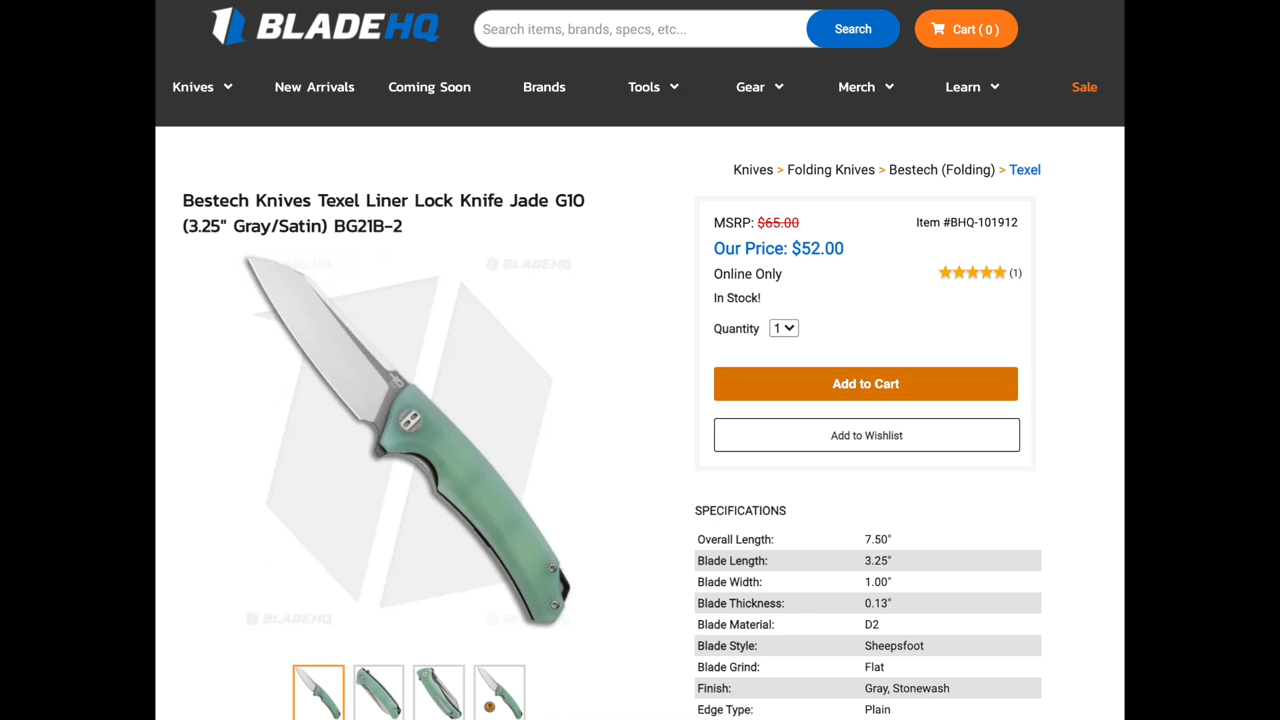 BLADEHQ
Search items, brands, specs, etc...
Search
Cart ( 0 )
Knives
New Arrivals
Coming Soon
Brands
Tools
Gear
Merch
Learn
Sale
Knives > Folding Knives > Bestech (Folding) > Texel
Bestech Knives Texel Liner Lock Knife Jade G10
(3.25" Gray/Satin) BG21B-2
MSRP: $65.00
Item #BHQ-101912
Our Price: $52.00
Online Only
(1)
In Stock!
Quantity
1
Add to Cart
Add to Wishlist
BLADEHQ
BLADEHQ
BLADEHQ
SPECIFICATIONS
Overall Length: 7.50"
Blade Length: 3.25"
Blade Width: 1.00"
Blade Thickness: 0.13"
Blade Material: D2
Blade Style: Sheepsfoot
Blade Grind: Flat
Finish: Gray, Stonewash
Edge Type: Plain